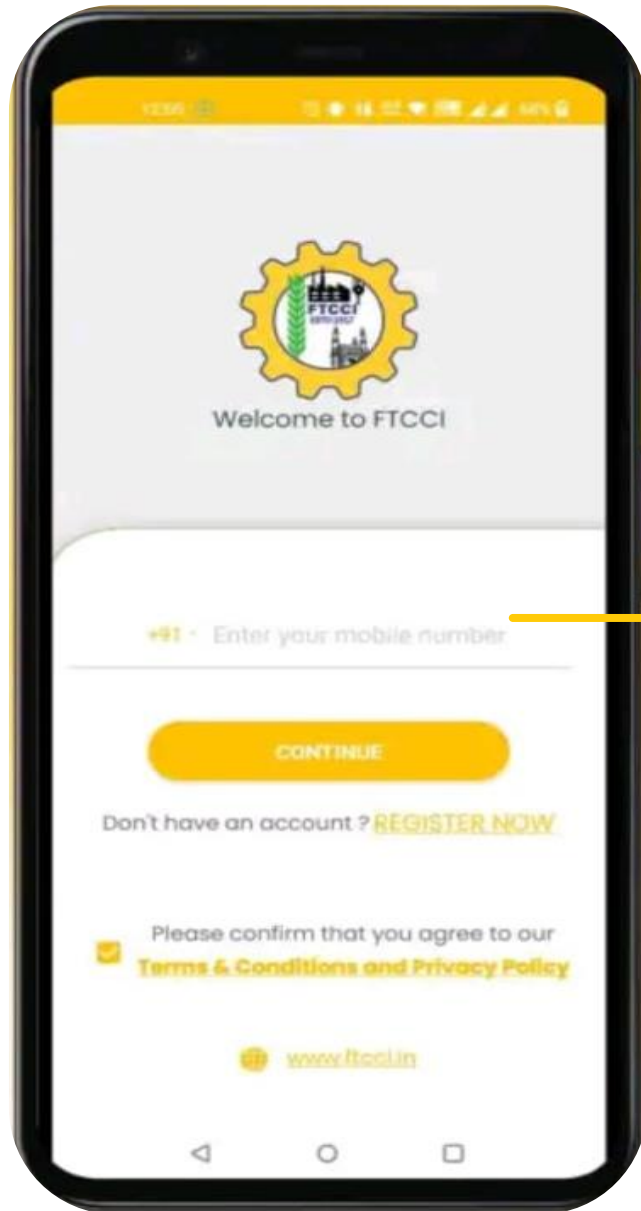 FTCCI
Welcome to FTCCI
+91
Enter your mobile number
CONTINUE
Don't have an account ? REGISTER NOW
Please confirm that you agree to our
Terms & Conditions and Privacy Policy
www.ftcci.in